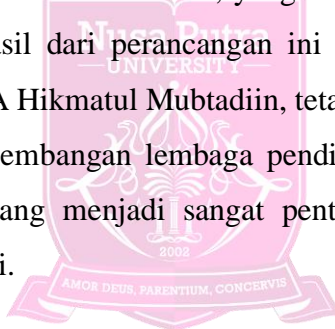 asil dari perancangan ini
A Hikmatul Mubtadiin, teta
embangan lembaga pendi
ang menjadi sangat pent
i.
Nusa Putra
UNIVERSITY
2002
AMOR DEUS, PARENTIUM, CONCERVIS